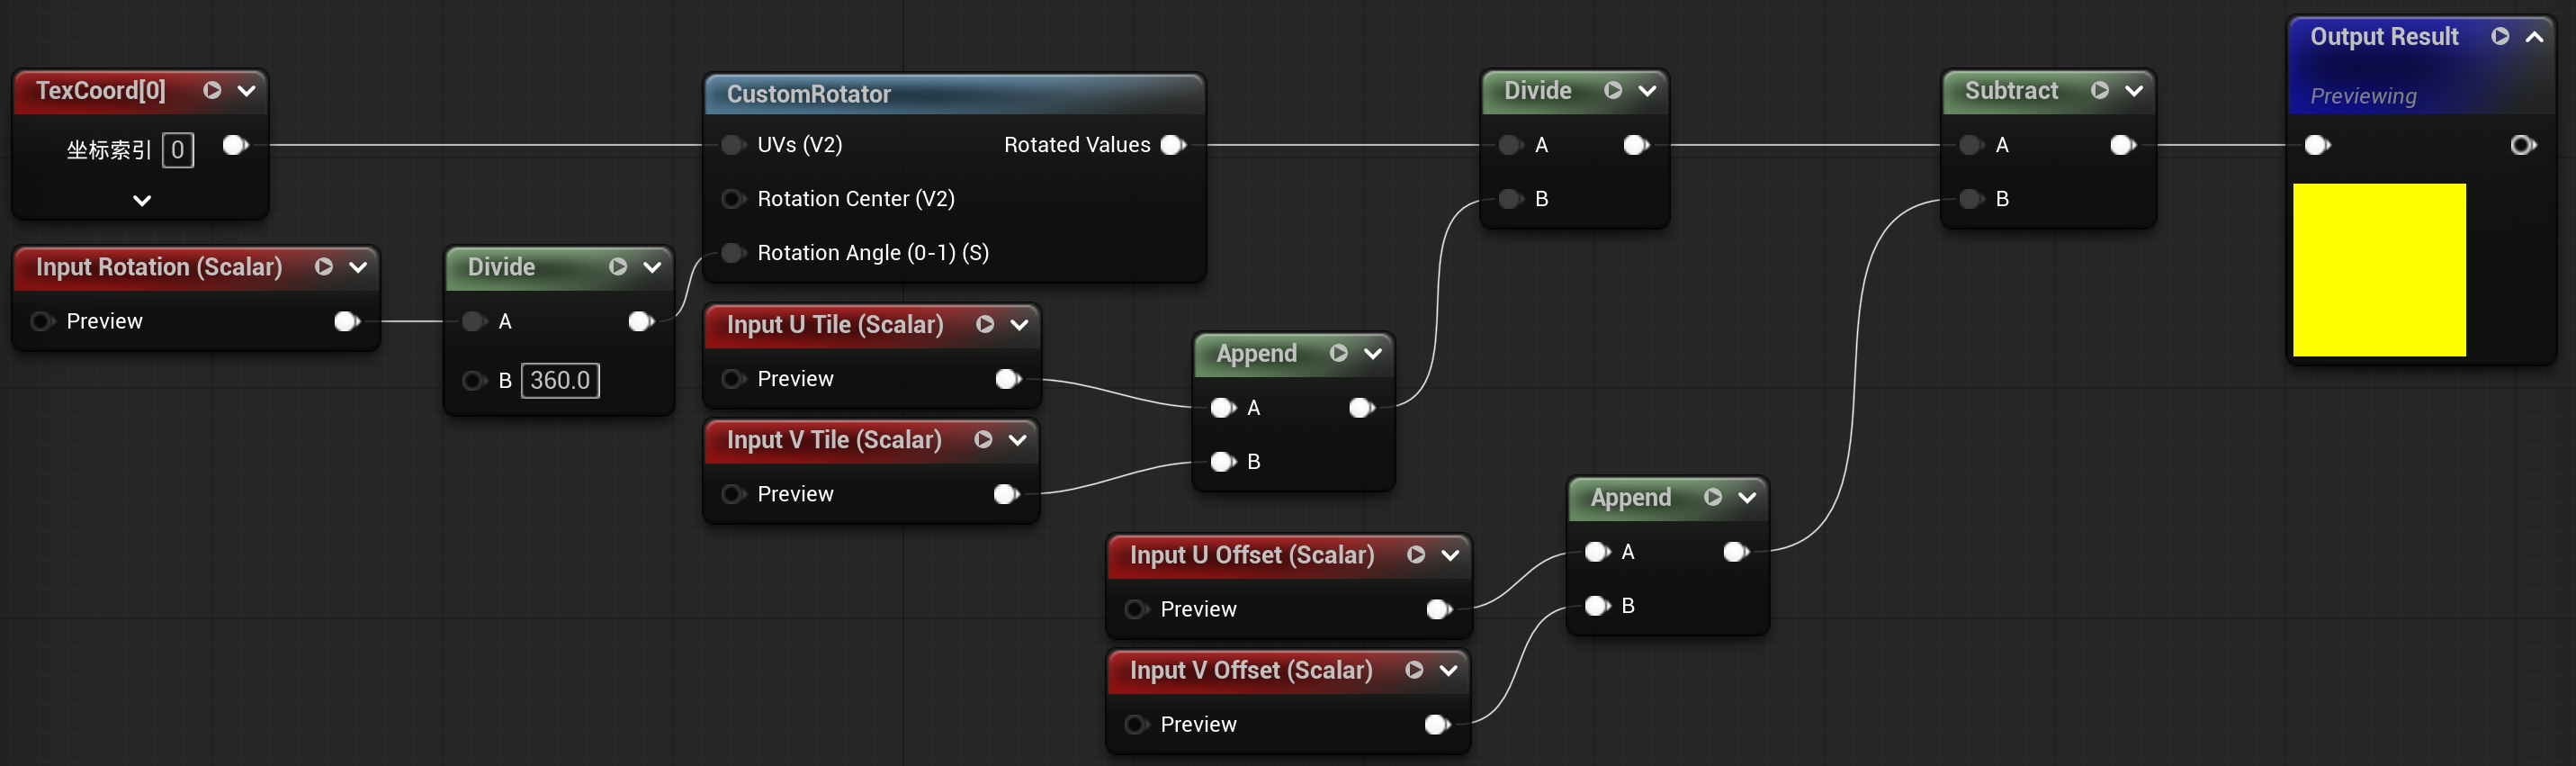 TexCoord[0]
坐标索引 0
Input Rotation (Scalar)
Preview
Divide
A
B 360.0
CustomRotator
UVs (V2) Rotated Values
Rotation Center (V2)
Rotation Angle (0-1) (S)
Input U Tile (Scalar)
Preview
Input V Tile (Scalar)
Preview
Append
A
B
Divide
A
B
Input U Offset (Scalar)
Preview
Input V Offset (Scalar)
Preview
Append
A
B
Subtract
A
B
Output Result
Previewing